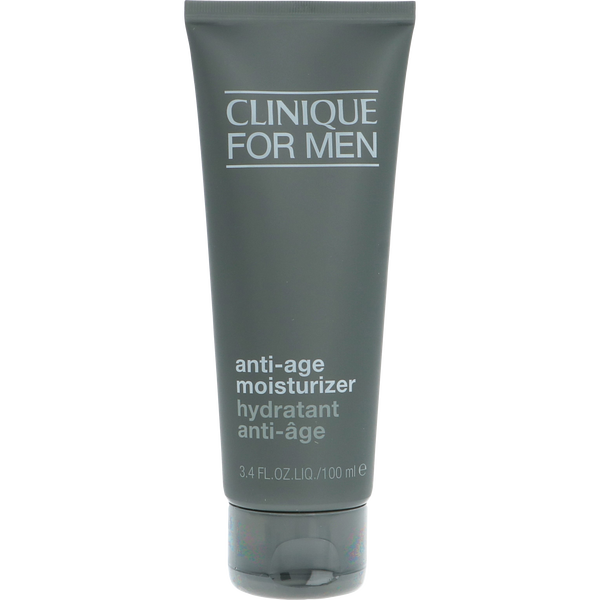 CLINIQUE
FOR MEN
anti-age
moisturizer
hydratant
anti-âge
3.4 FL.OZ.LIQ./100 ml ℮